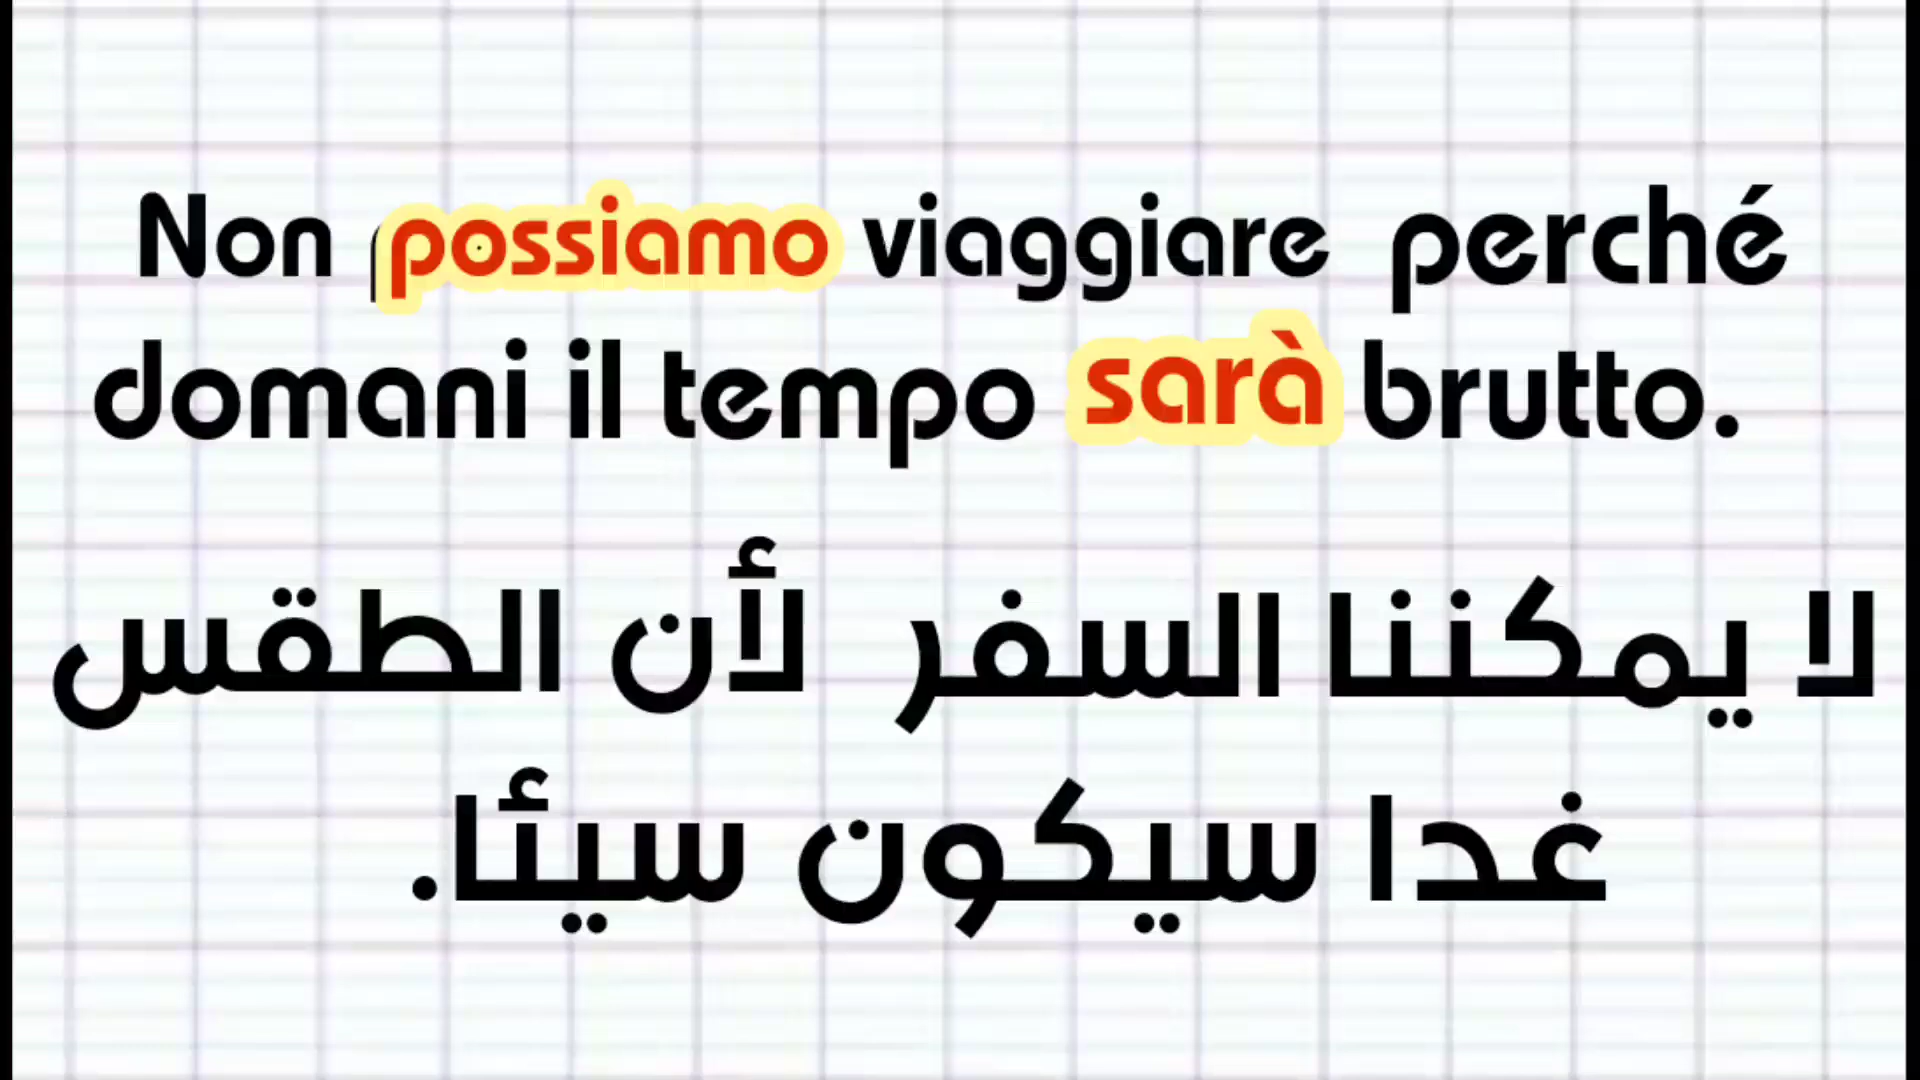 Non possiamo viaggiare perché
domani il tempo sarà brutto.
لا يمكننا السفر لأن الطقس
غدا سيكون سيئا.